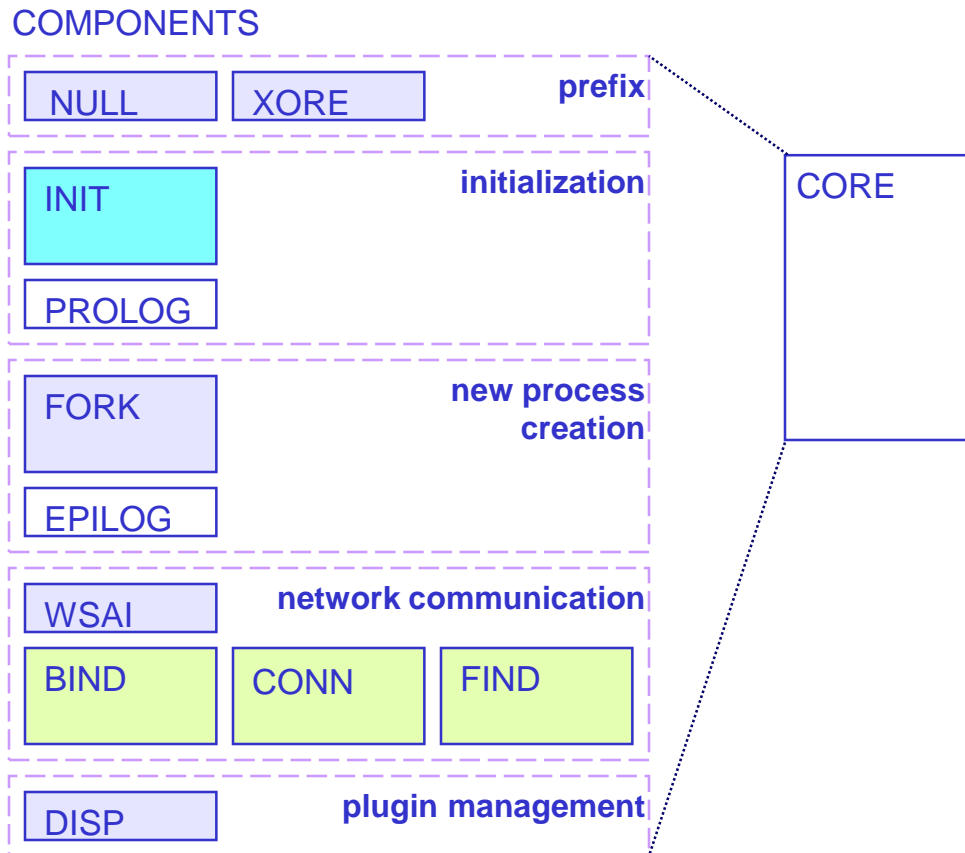 COMPONENTS
NULL
XORE
prefix
INIT
initialization
PROLOG
CORE
FORK
new process
creation
EPILOG
WSAI
network communication
BIND
CONN
FIND
DISP
plugin management